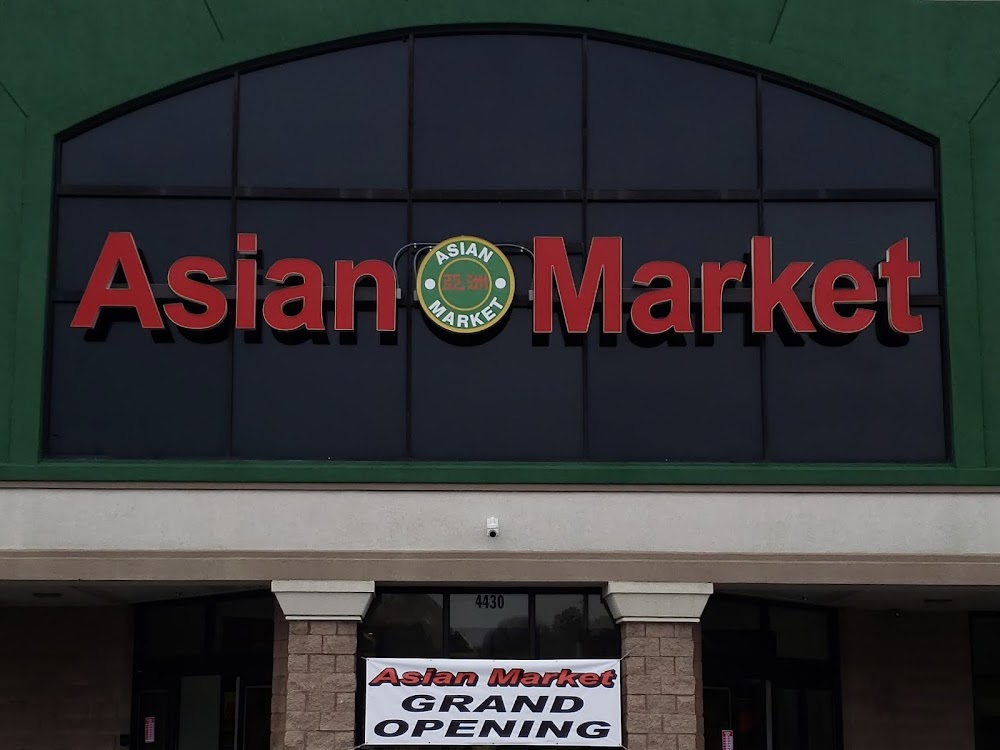 Asian Market
ASIAN
MARKET
4430
Asian Market
GRAND
OPENING